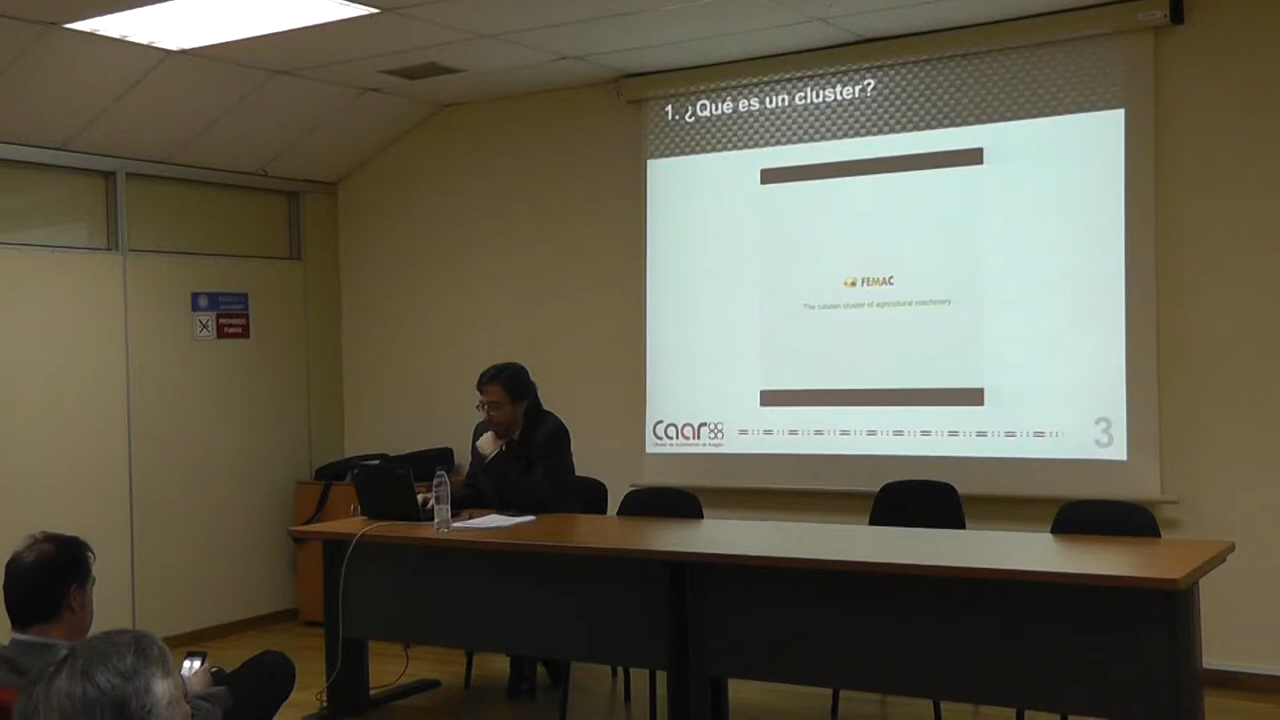 1. ¿Qué es un cluster?
FEMAC
The catalan cluster of agricultural machinery
caar
3
PROHIBIDO
FUMAR